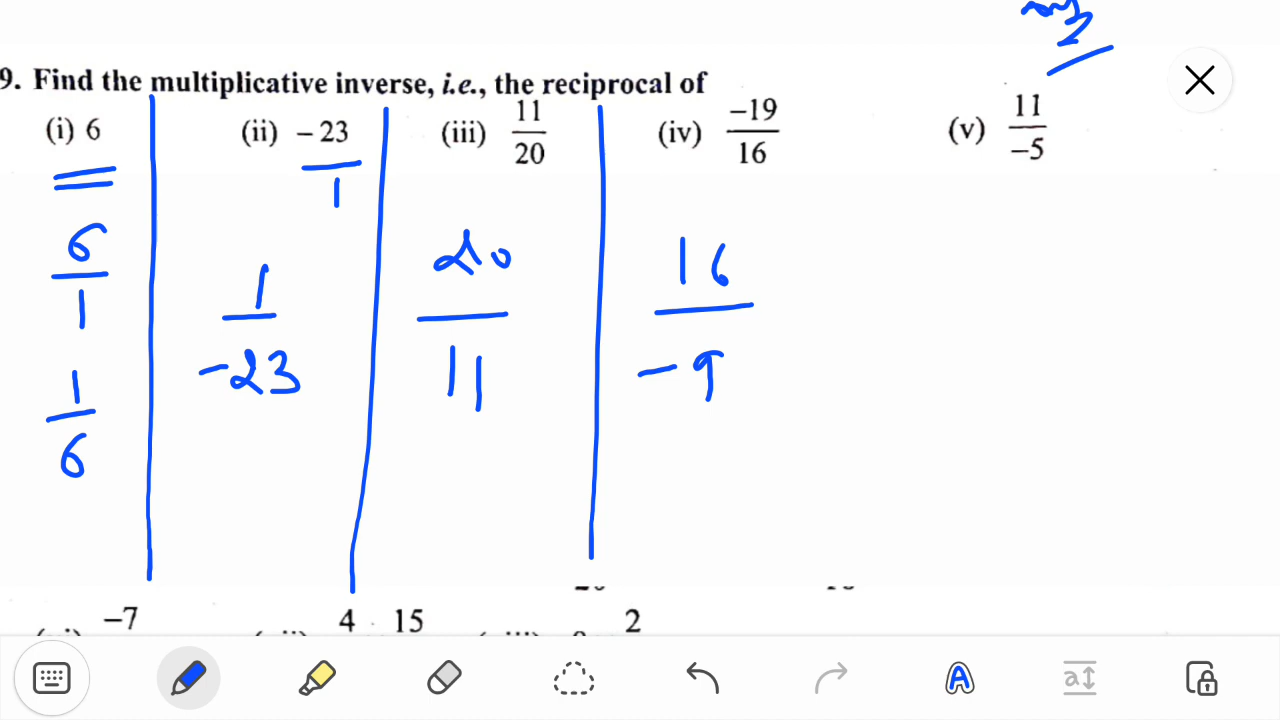 9. Find the multiplicative inverse, i.e., the reciprocal of
(i) 6 (ii) – 23 (iii) 11/20 (iv) –19/16 (v) 11/–5
1
6/1
1/–23
20/11
16/–9
1/6
–7 4 15 2
A
a